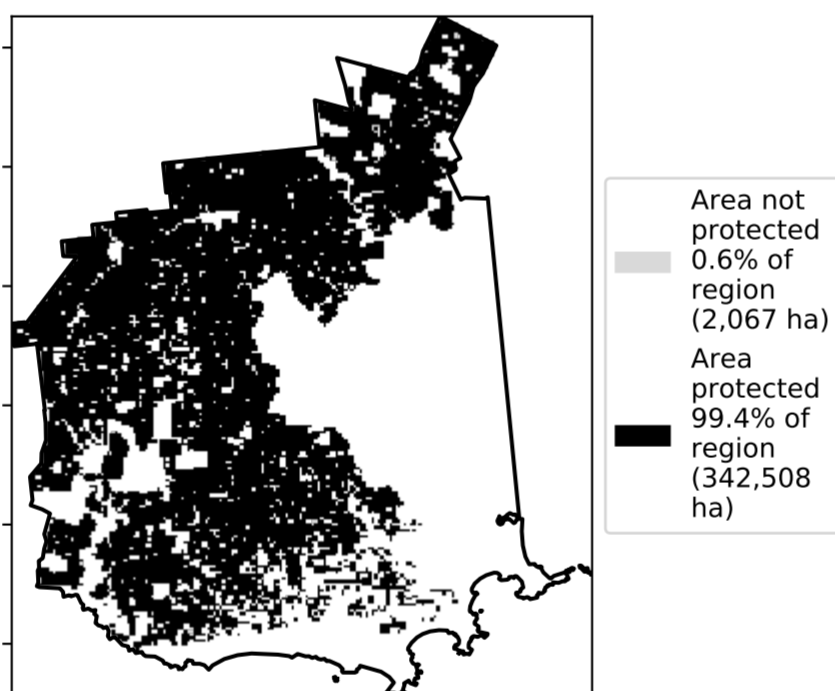 Area not
protected
0.6% of
region
(2,067 ha)
Area
protected
99.4% of
region
(342,508
ha)